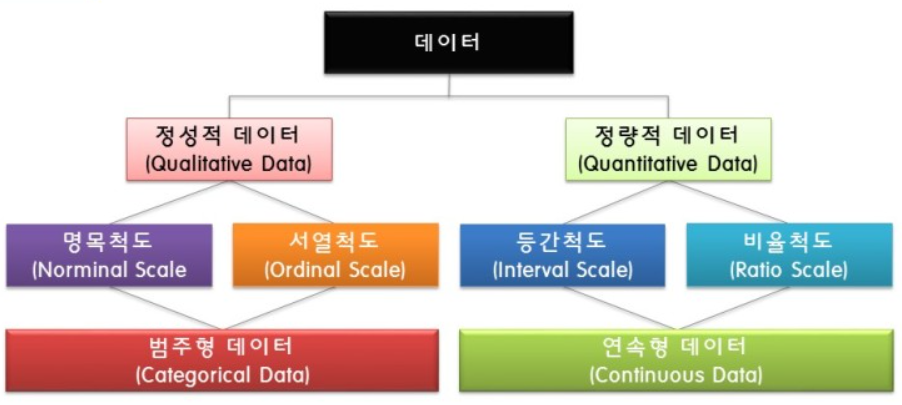 데이터
정성적 데이터
(Qualitative Data)
정량적 데이터
(Quantitative Data)
명목척도
(Norminal Scale
서열척도
(Ordinal Scale)
등간척도
(Interval Scale)
비율척도
(Ratio Scale)
범주형 데이터
(Categorical Data)
연속형 데이터
(Continuous Data)